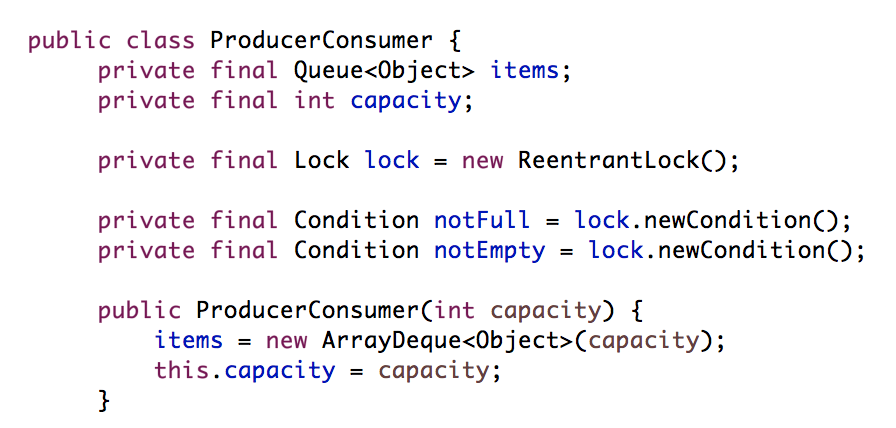 public class ProducerConsumer {
private final Queue<Object> items;
private final int capacity;
private final Lock lock = new ReentrantLock();
private final Condition notFull = lock.newCondition();
private final Condition notEmpty = lock.newCondition();
public ProducerConsumer(int capacity) {
items = new ArrayDeque<Object>(capacity);
this.capacity = capacity;
}